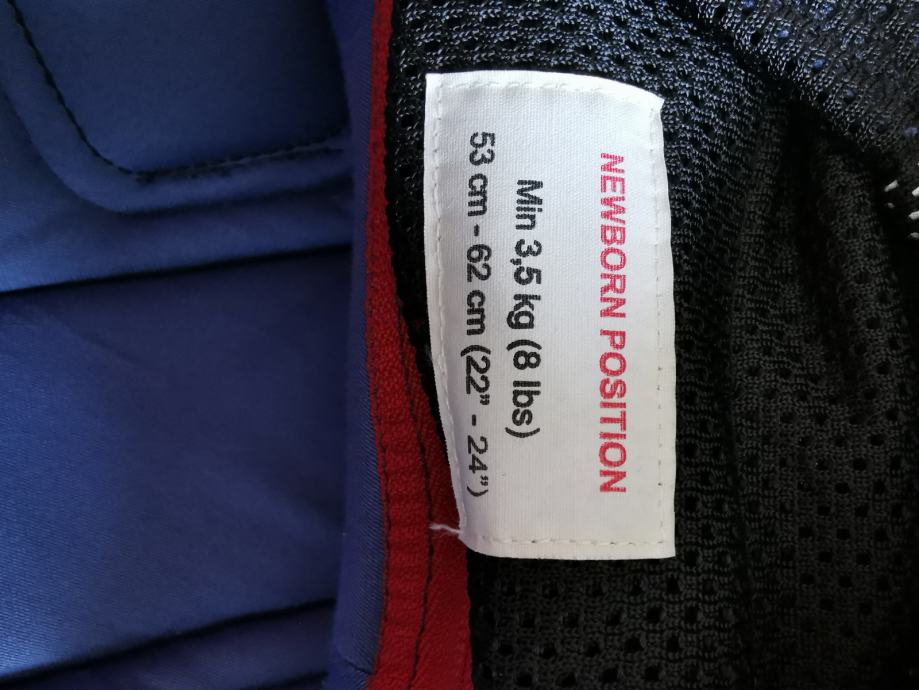 NEWBORN POSITION
Min 3,5 kg (8 lbs)
53 cm - 62 cm (22” - 24”)